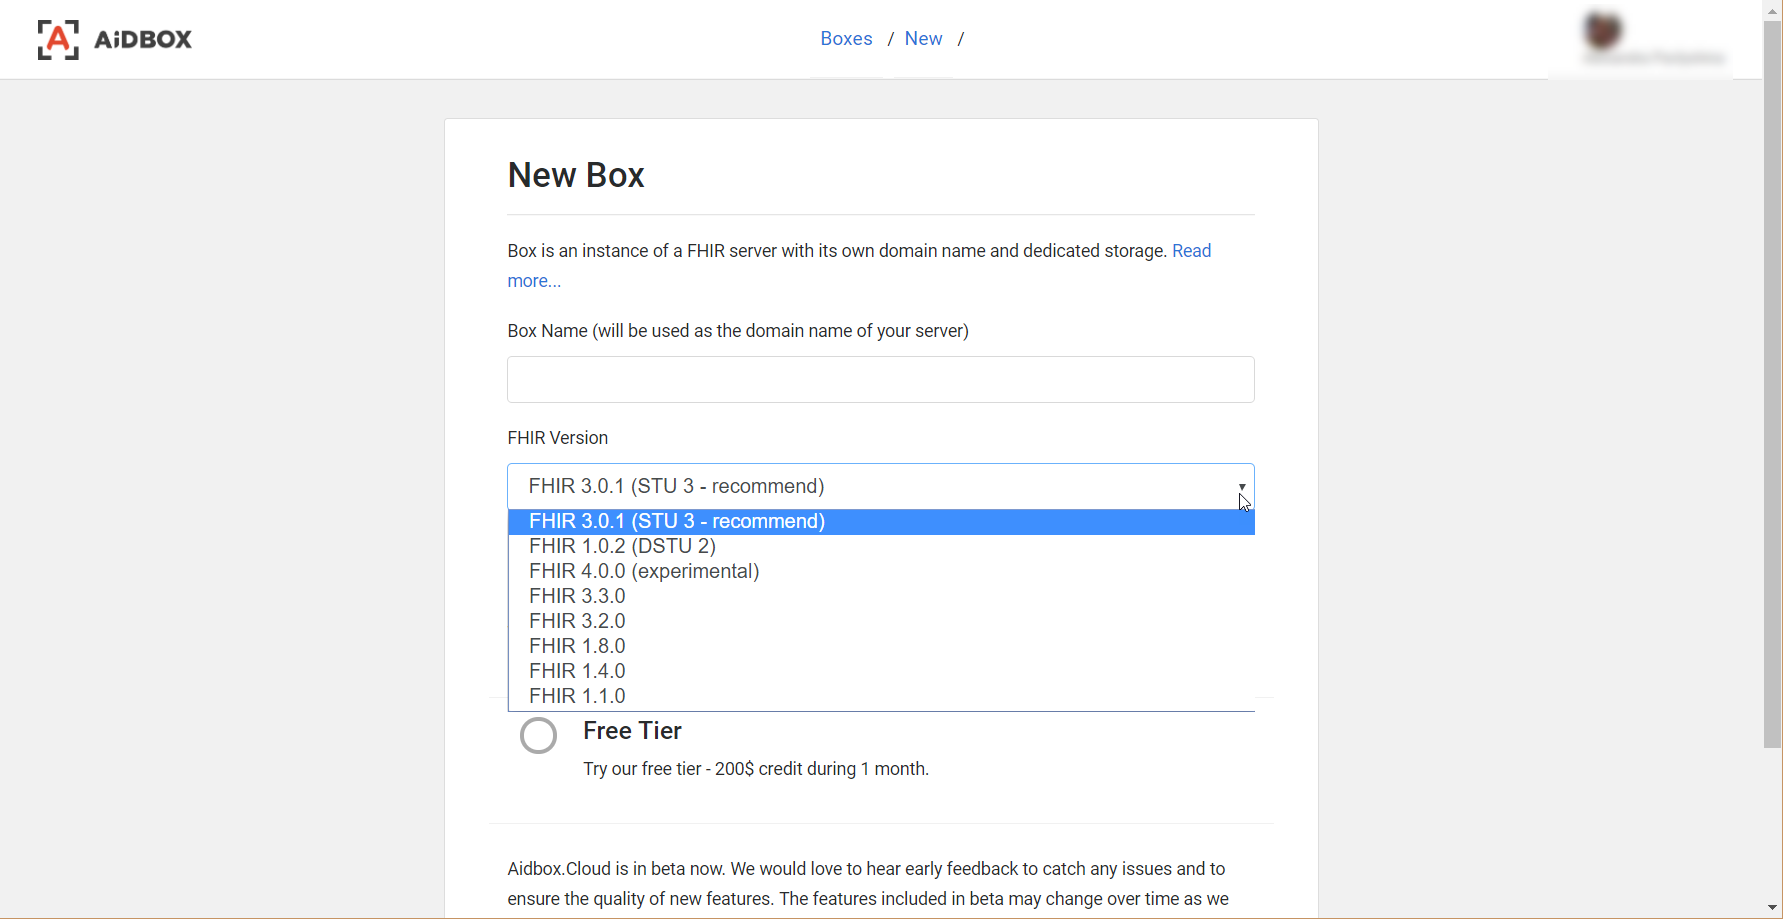 AiDBOX
Boxes / New /
New Box
Box is an instance of a FHIR server with its own domain name and dedicated storage. Read
more...
Box Name (will be used as the domain name of your server)
FHIR Version
FHIR 3.0.1 (STU 3 - recommend)
FHIR 3.0.1 (STU 3 - recommend)
FHIR 1.0.2 (DSTU 2)
FHIR 4.0.0 (experimental)
FHIR 3.3.0
FHIR 3.2.0
FHIR 1.8.0
FHIR 1.4.0
FHIR 1.1.0
Free Tier
Try our free tier - 200$ credit during 1 month.
Aidbox.Cloud is in beta now. We would love to hear early feedback to catch any issues and to
ensure the quality of new features. The features included in beta may change over time as we